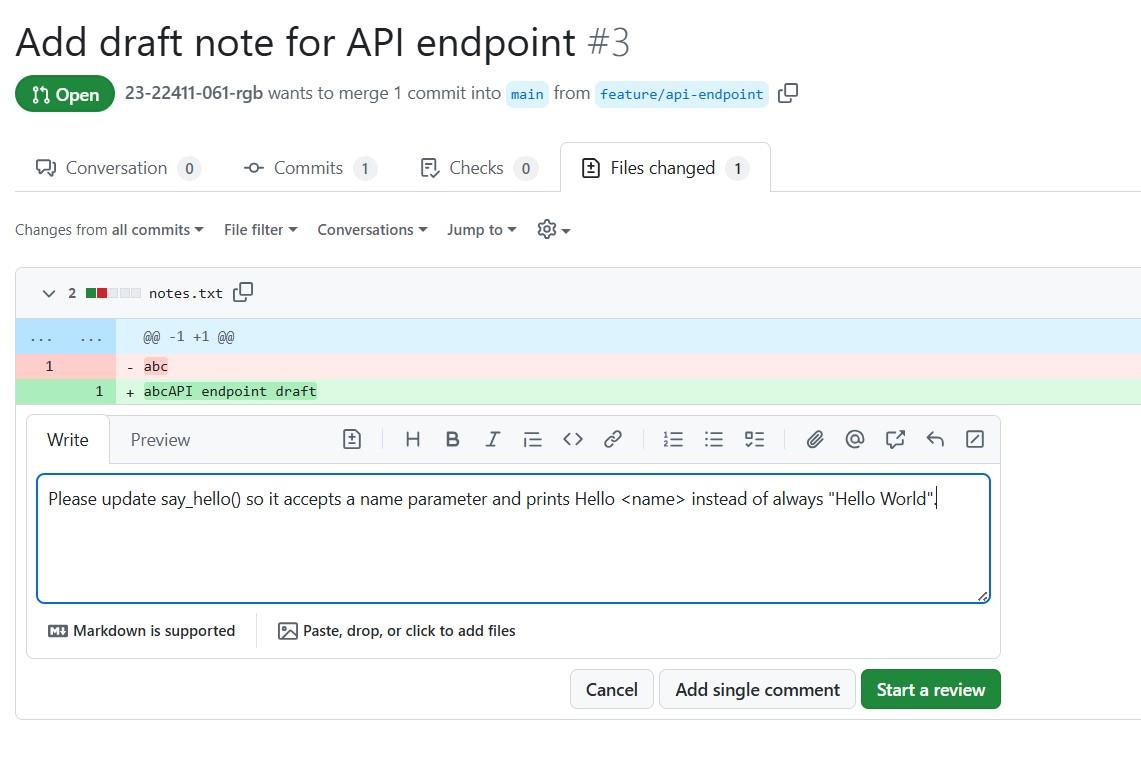 Add draft note for API endpoint #3
Open 23-22411-061-rgb wants to merge 1 commit into main from feature/api-endpoint
Conversation 0 Commits 1 Checks 0 Files changed 1
Changes from all commits File filter Conversations Jump to
2 notes.txt
... ... @@ -1 +1 @@
1 - abc
1 + abcAPI endpoint draft
Write Preview
Please update say_hello() so it accepts a name parameter and prints Hello <name> instead of always "Hello World".
Markdown is supported Paste, drop, or click to add files
Cancel Add single comment Start a review